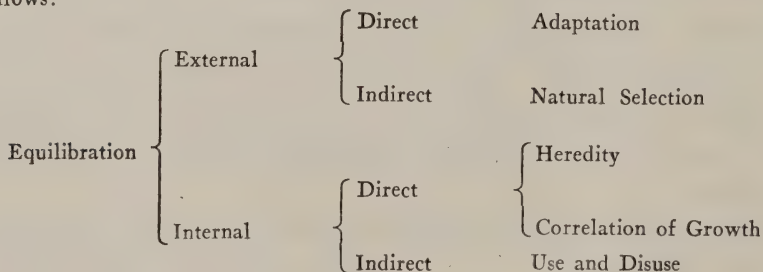 Direct Adaptation
External
Indirect Natural Selection
Equilibration
Heredity
Direct
Correlation of Growth
Internal
Indirect Use and Disuse